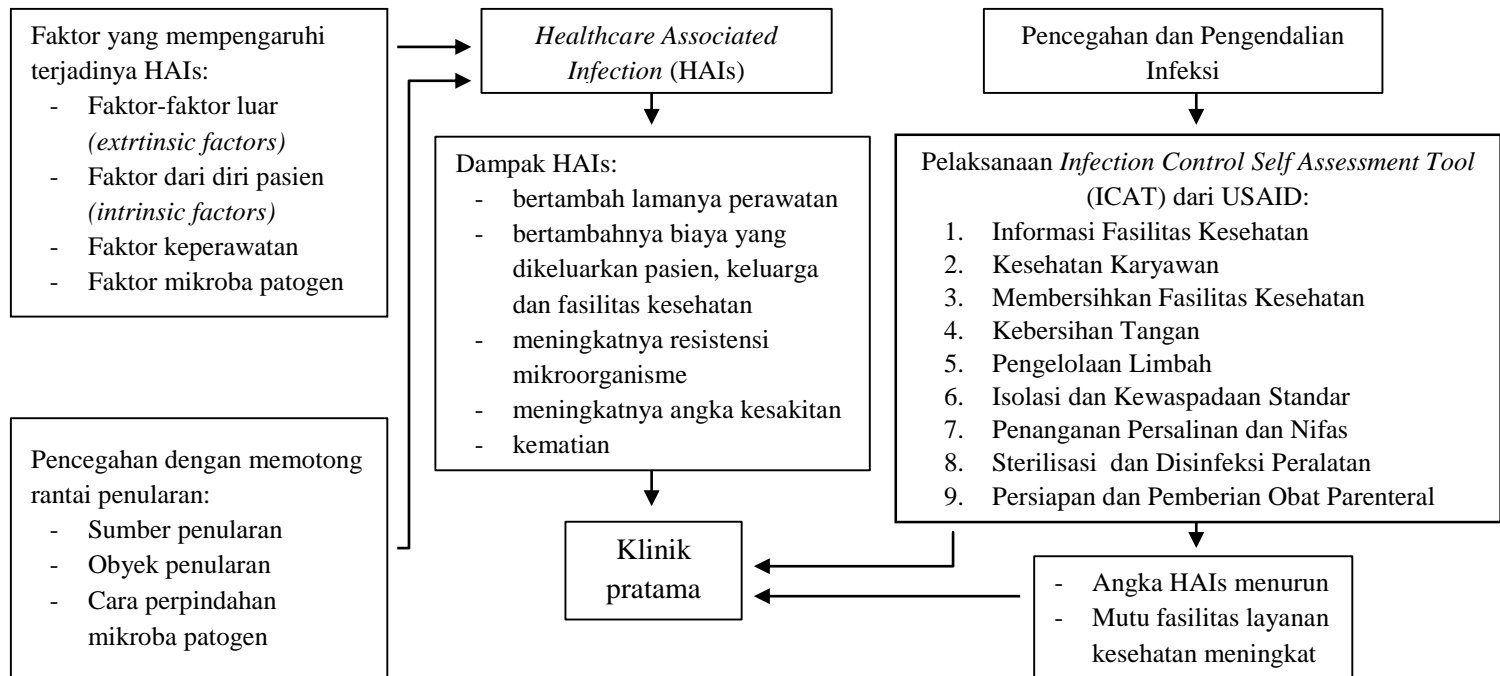 Faktor yang mempengaruhi
terjadinya HAIs:
- Faktor-faktor luar
(extrtinsic factors)
- Faktor dari diri pasien
(intrinsic factors)
- Faktor keperawatan
- Faktor mikroba patogen
Pencegahan dengan memotong
rantai penularan:
- Sumber penularan
- Obyek penularan
- Cara perpindahan
mikroba patogen
Healthcare Associated
Infection (HAIs)
Dampak HAIs:
- bertambah lamanya perawatan
- bertambahnya biaya yang
dikeluarkan pasien, keluarga
dan fasilitas kesehatan
- meningkatnya resistensi
mikroorganisme
- meningkatnya angka kesakitan
- kematian
Klinik
pratama
Pencegahan dan Pengendalian
Infeksi
Pelaksanaan Infection Control Self Assessment Tool
(ICAT) dari USAID:
1. Informasi Fasilitas Kesehatan
2. Kesehatan Karyawan
3. Membersihkan Fasilitas Kesehatan
4. Kebersihan Tangan
5. Pengelolaan Limbah
6. Isolasi dan Kewaspadaan Standar
7. Penanganan Persalinan dan Nifas
8. Sterilisasi dan Disinfeksi Peralatan
9. Persiapan dan Pemberian Obat Parenteral
- Angka HAIs menurun
- Mutu fasilitas layanan
kesehatan meningkat